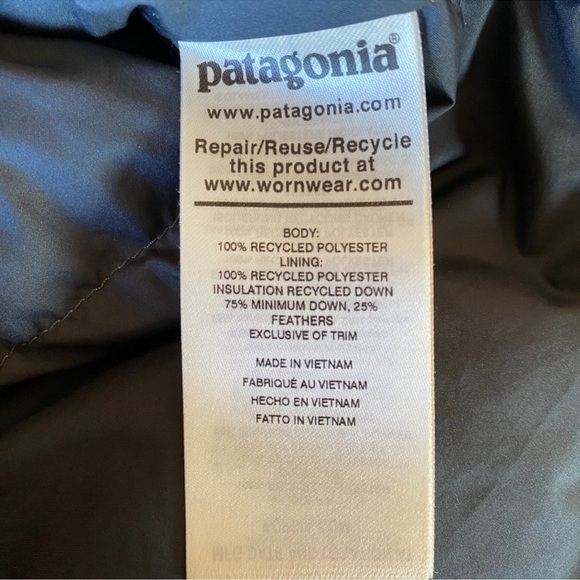 patagonia®
www.patagonia.com
Repair/Reuse/Recycle
this product at
www.wornwear.com
BODY:
100% RECYCLED POLYESTER
LINING:
100% RECYCLED POLYESTER
INSULATION RECYCLED DOWN
75% MINIMUM DOWN, 25%
FEATHERS
EXCLUSIVE OF TRIM
MADE IN VIETNAM
FABRIQUÉ AU VIETNAM
HECHO EN VIETNAM
FATTO IN VIETNAM